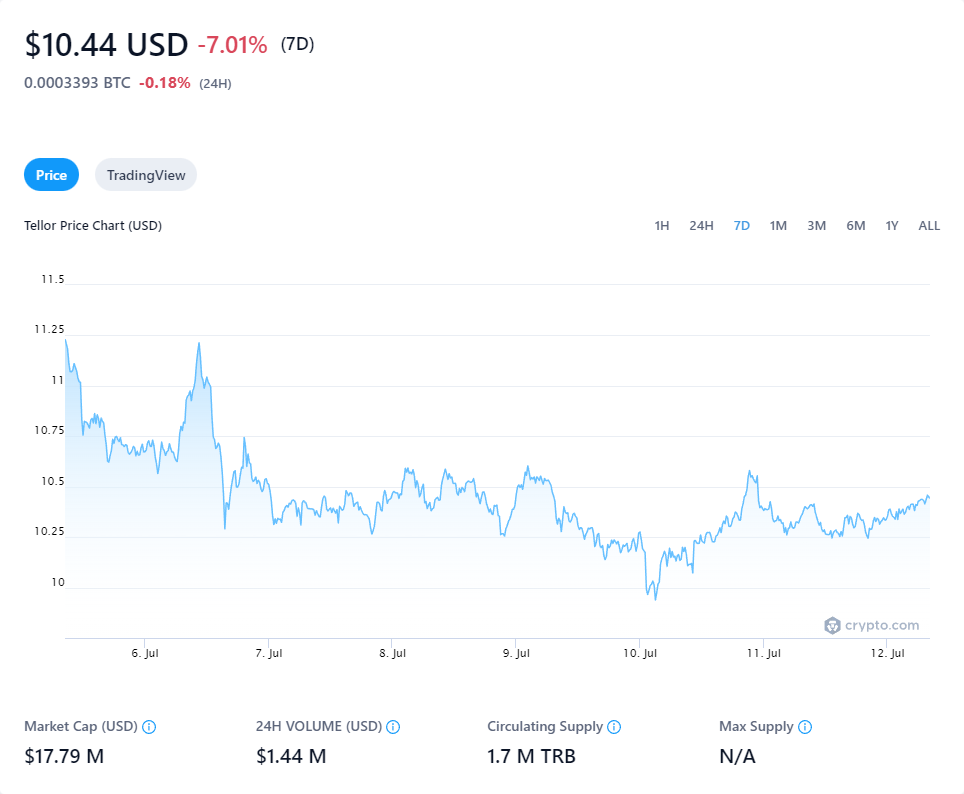 $10.44 USD -7.01% (7D)
0.0003393 BTC -0.18% (24H)
Price TradingView
Tellor Price Chart (USD) 1H 24H 7D 1M 3M 6M 1Y ALL
11.5
11.25
11
10.75
10.5
10.25
10
crypto.com
6. Jul 7. Jul 8. Jul 9. Jul 10. Jul 11. Jul 12. Jul
Market Cap (USD) 24H VOLUME (USD) Circulating Supply Max Supply
$17.79 M $1.44 M 1.7 M TRB N/A